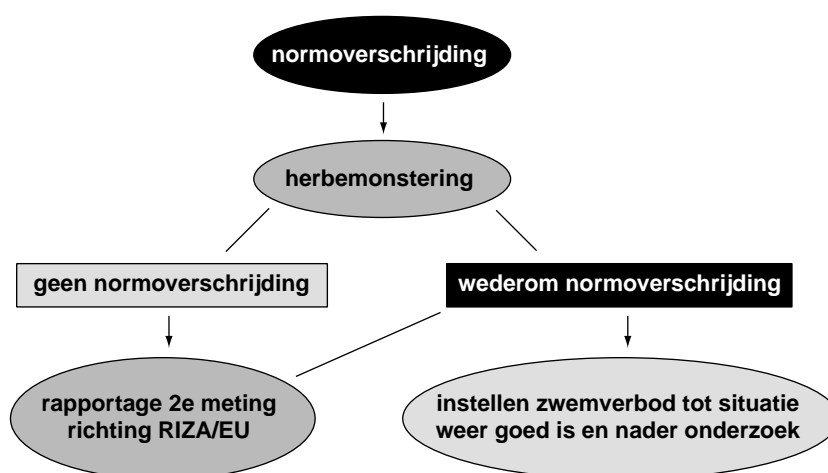 normoverschrijding
herbemonstering
geen normoverschrijding
wederom normoverschrijding
rapportage 2e meting
richting RIZA/EU
instellen zwemverbod tot situatie
weer goed is en nader onderzoek